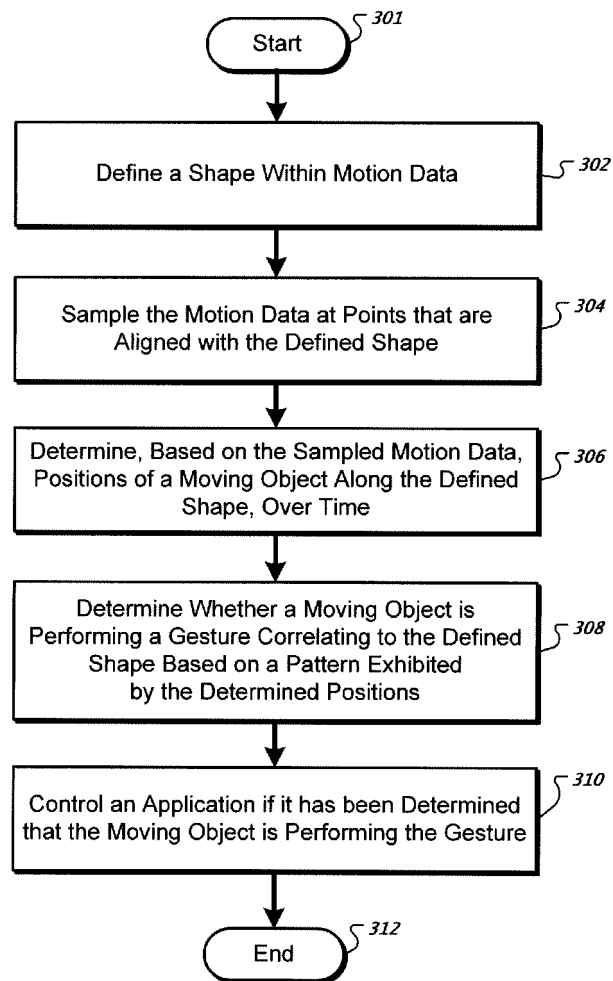 Start
301
Define a Shape Within Motion Data
302
Sample the Motion Data at Points that are
Aligned with the Defined Shape
304
Determine, Based on the Sampled Motion Data,
Positions of a Moving Object Along the Defined
Shape, Over Time
306
Determine Whether a Moving Object is
Performing a Gesture Correlating to the Defined
Shape Based on a Pattern Exhibited
by the Determined Positions
308
Control an Application if it has been Determined
that the Moving Object is Performing the Gesture
310
End
312